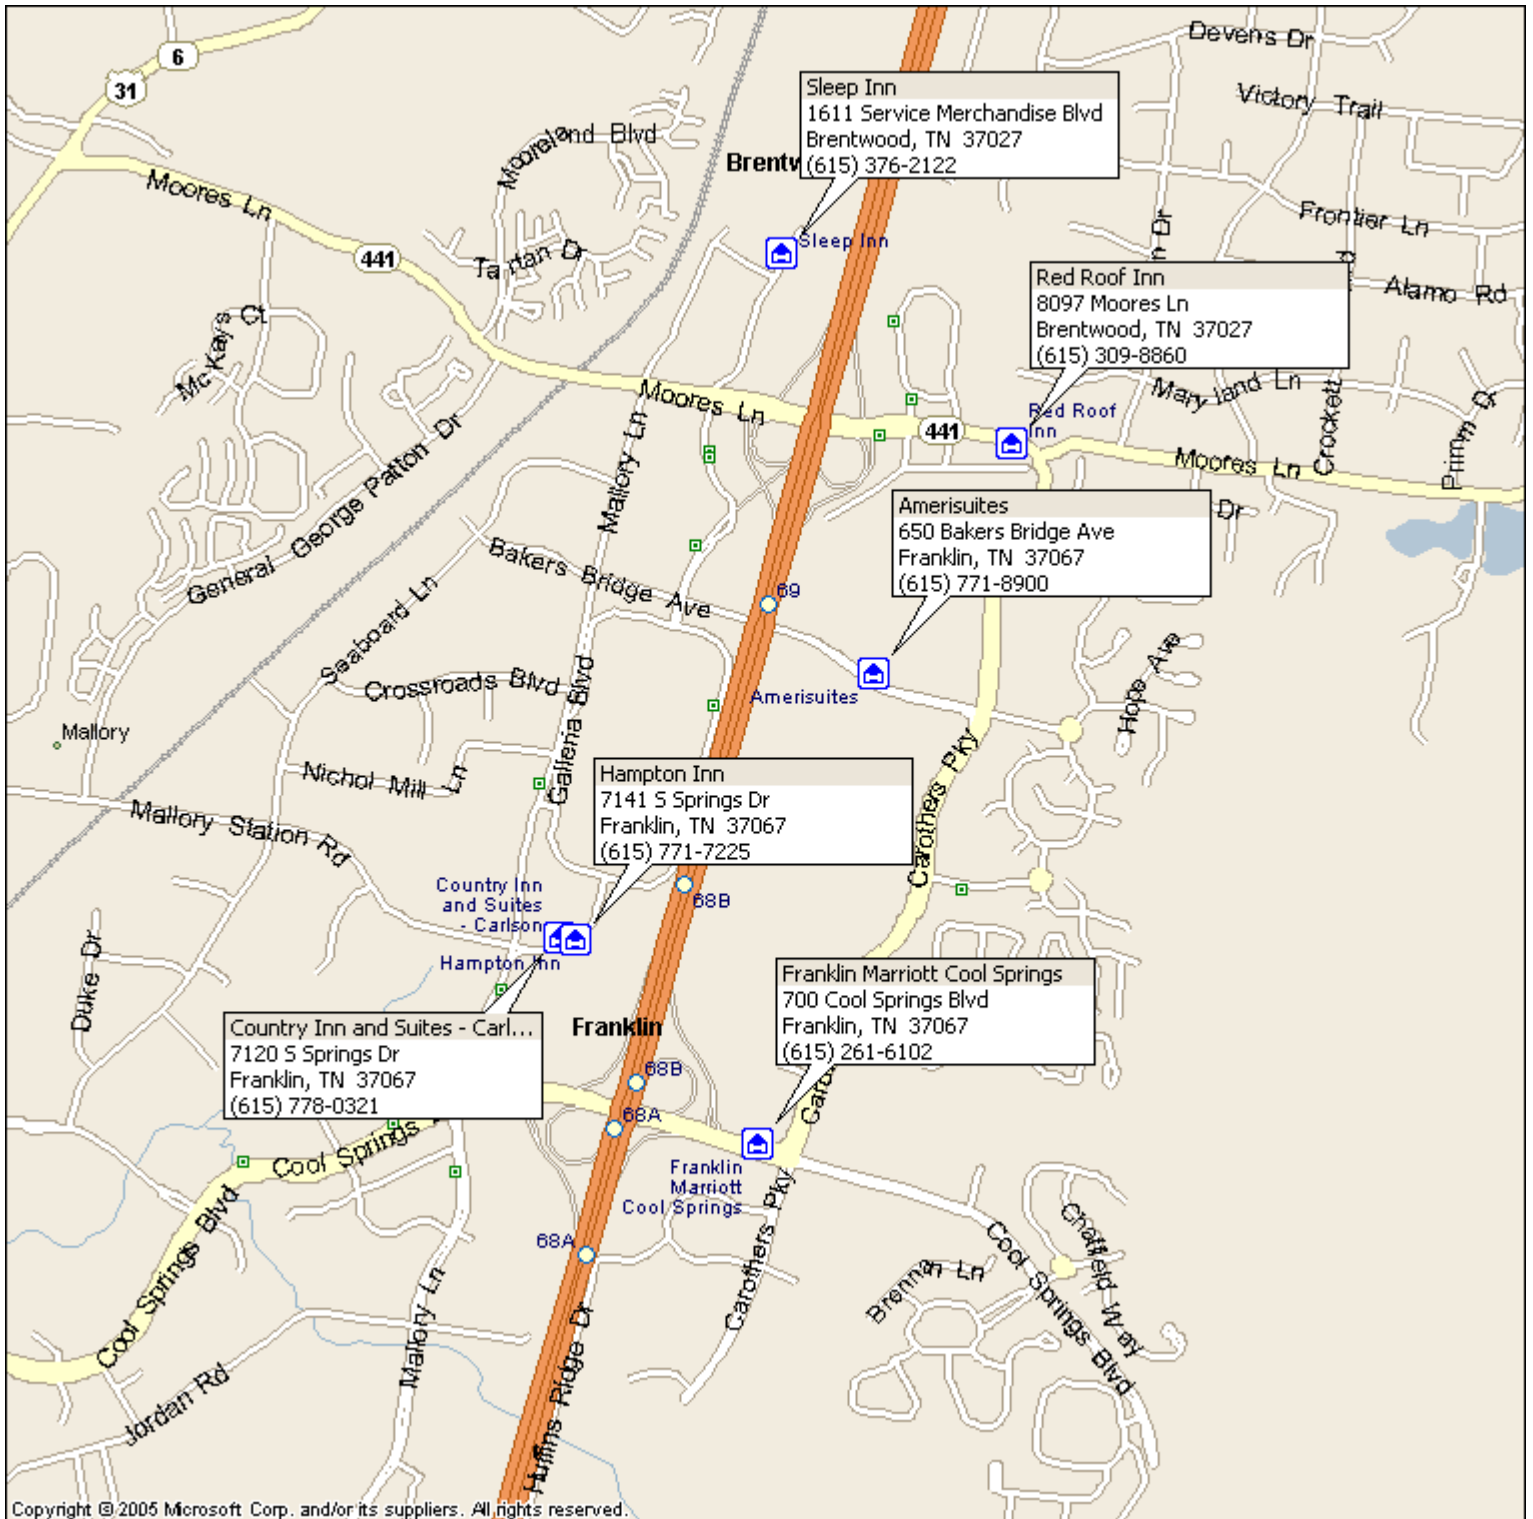 Devens Dr
6
31
Sleep Inn
1611 Service Merchandise Blvd
Brentwood, TN 37027
(615) 376-2122
Victory Trail
Mooreland Blvd
Brentw
Moores Ln
Frontier Ln
n Dr
Sleep Inn
441
Tartan Dr
Red Roof Inn
8097 Moores Ln
Brentwood, TN 37027
(615) 309-8860
Alamo Rd
McKays Ct
Maryland Ln
Moores Ln
Red Roof
Inn
441
Crockett
Primm Dr
Moores Ln
General George Patton Dr
Mallory Ln
Amerisuites
650 Bakers Bridge Ave
Franklin, TN 37067
(615) 771-8900
Dr
Bakers Bridge Ave
69
Seaboard Ln
Hope Ave
Crossroads Blvd
Amerisuites
Galleria Blvd
Mallory
Nichol Mill Ln
Hampton Inn
7141 S Springs Dr
Franklin, TN 37067
(615) 771-7225
Carothers Pky
Mallory Station Rd
Country Inn
and Suites
- Carlson
68B
Hampton Inn
Duke Dr
Franklin Marriott Cool Springs
700 Cool Springs Blvd
Franklin, TN 37067
(615) 261-6102
Country Inn and Suites - Carl...
7120 S Springs Dr
Franklin, TN 37067
(615) 778-0321
Franklin
68B
68A
Caro
Cool Springs
Franklin
Marriott
Cool Springs
Cool Springs Blvd
68A
Carothers Pky
Cool Springs Blvd
Chatfield Way
Brennan Ln
Mallory Ln
Huffins Ridge Dr
Jordan Rd
Copyright © 2005 Microsoft Corp. and/or its suppliers. All rights reserved.